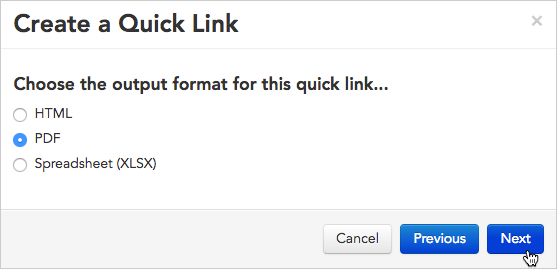 Create a Quick Link
×
Choose the output format for this quick link...
HTML
PDF
Spreadsheet (XLSX)
Cancel Previous Next